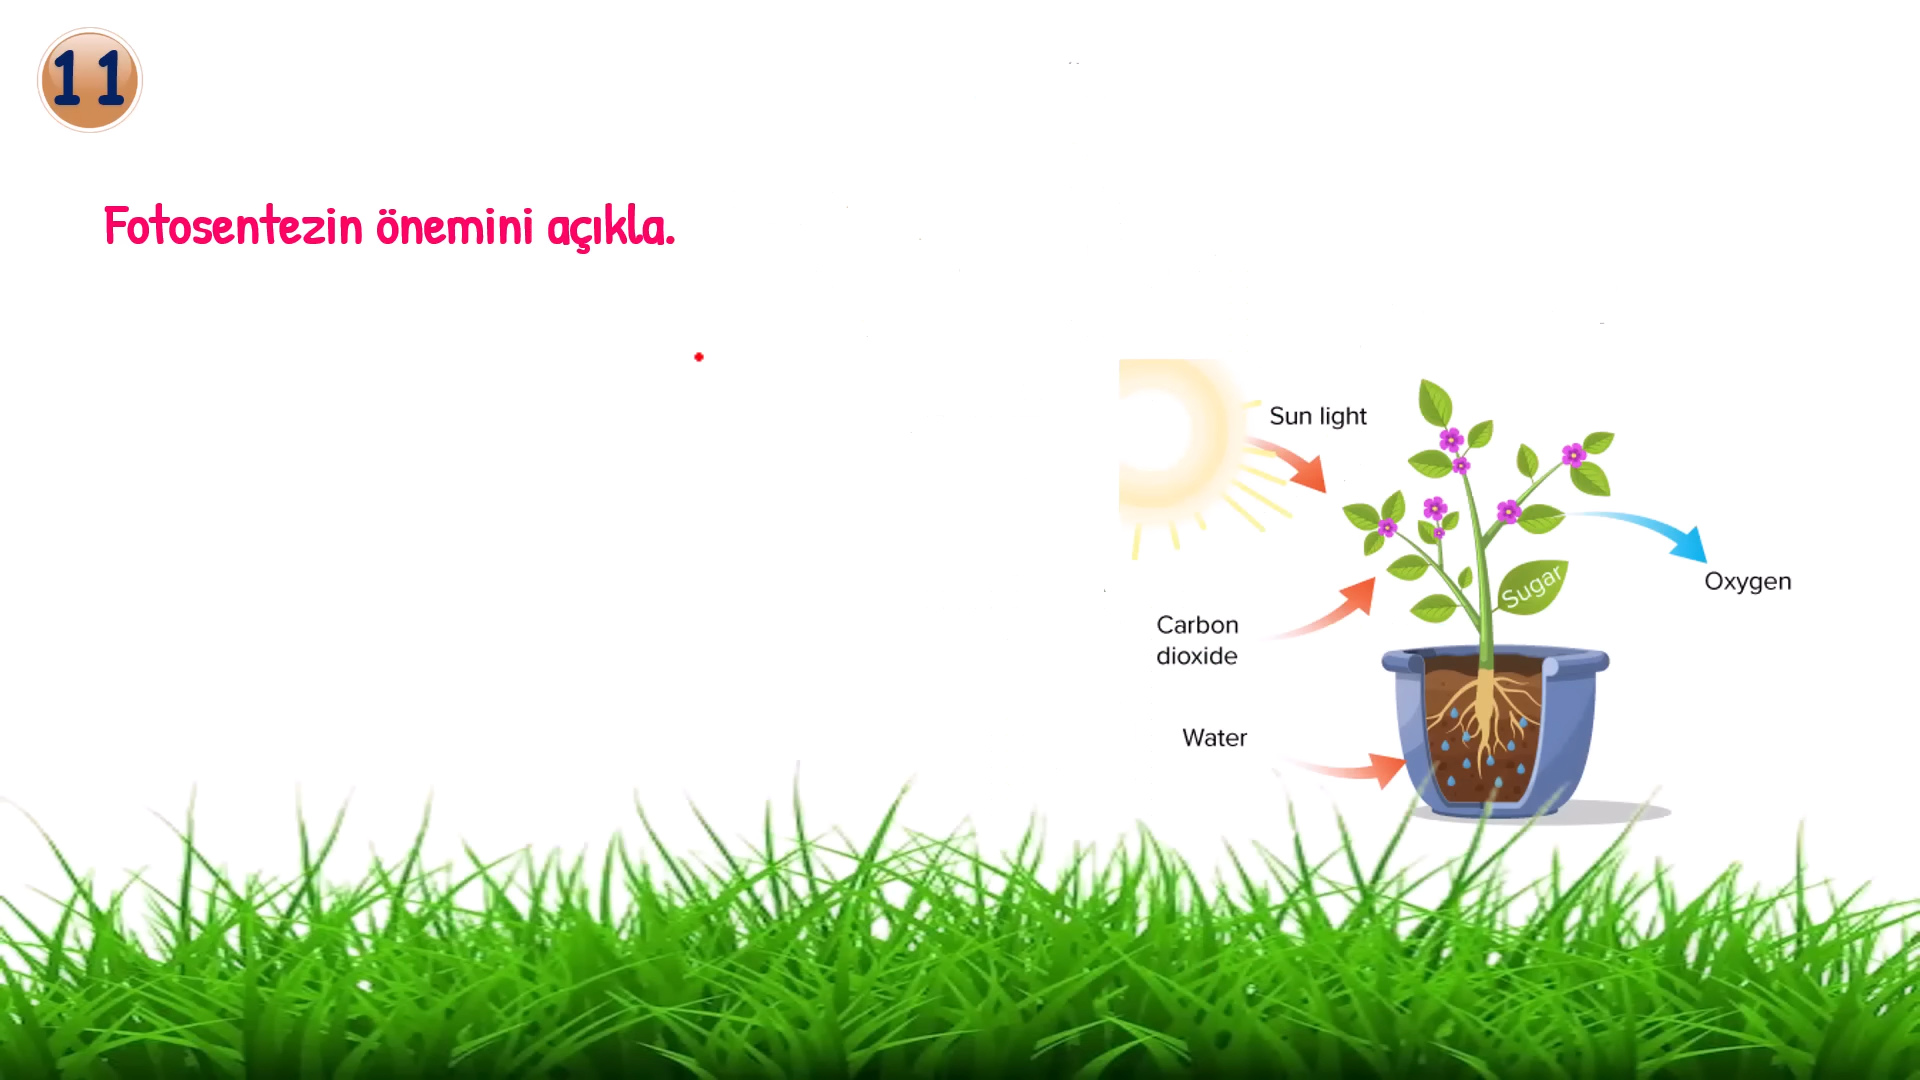 11
Fotosentezin önemini açıkla.
Sun light
Sugar
Oxygen
Carbon
dioxide
Water